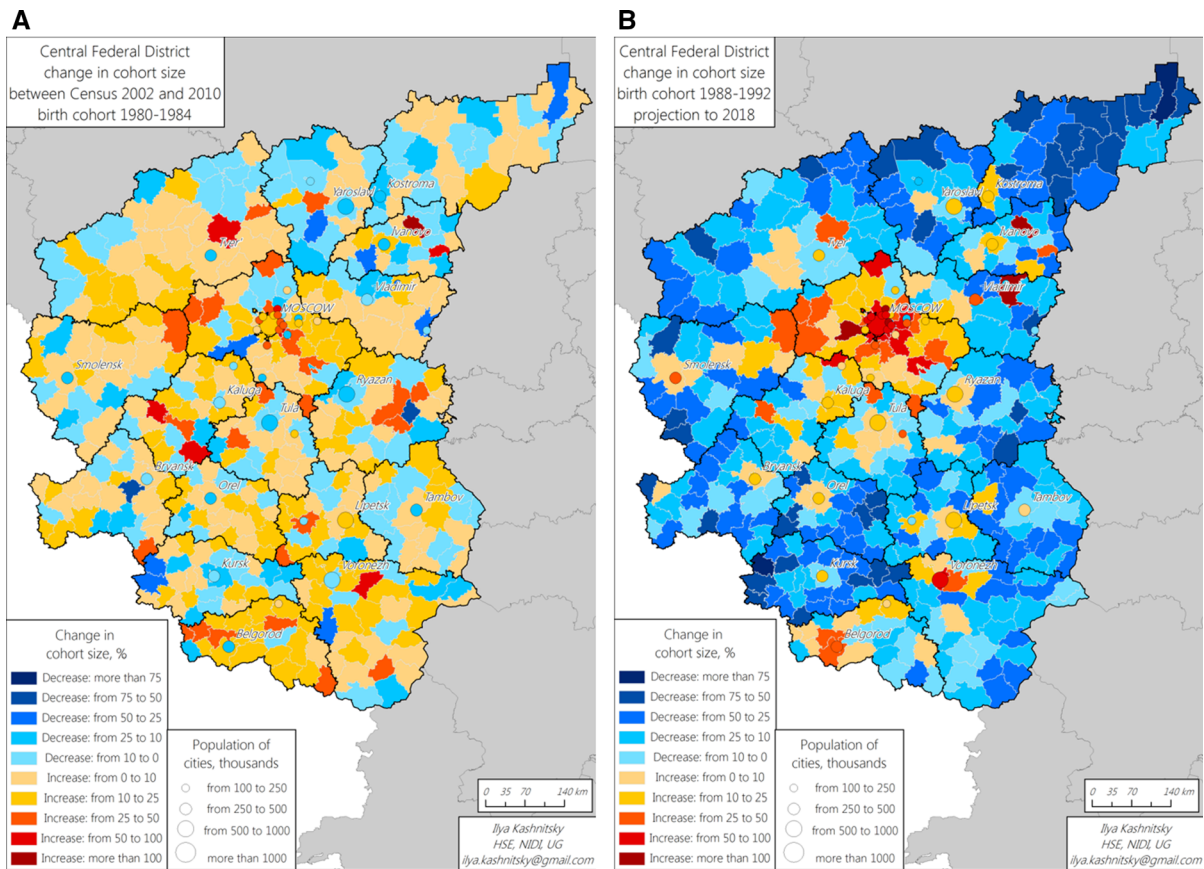 A
Central Federal District
change in cohort size
between Census 2002 and 2010
birth cohort 1980-1984
Yaroslavl
Kostroma
Ivanovo
Tver'
Vladimir
MOSCOW
Smolensk
Kaluga
Ryazan
Tula
Bryansk
Orel
Lipetsk
Tambov
Kursk
Voronezh
Belgorod
Change in
cohort size, %
Decrease: more than 75
Decrease: from 75 to 50
Decrease: from 50 to 25
Decrease: from 25 to 10
Decrease: from 10 to 0
Increase: from 0 to 10
Increase: from 10 to 25
Increase: from 25 to 50
Increase: from 50 to 100
Increase: more than 100
Population of
cities, thousands
from 100 to 250
from 250 to 500
from 500 to 1000
more than 1000
0 35 70 140 km
Ilya Kashnitsky
HSE, NIDI, UG
ilya.kashnitsky@gmail.com
B
Central Federal District
change in cohort size
birth cohort 1988-1992
projection to 2018
Yaroslavl
Kostroma
Ivanovo
Tver'
Vladimir
MOSCOW
Smolensk
Kaluga
Ryazan
Tula
Bryansk
Orel
Lipetsk
Tambov
Kursk
Voronezh
Belgorod
Change in
cohort size, %
Decrease: more than 75
Decrease: from 75 to 50
Decrease: from 50 to 25
Decrease: from 25 to 10
Decrease: from 10 to 0
Increase: from 0 to 10
Increase: from 10 to 25
Increase: from 25 to 50
Increase: from 50 to 100
Increase: more than 100
Population of
cities, thousands
from 100 to 250
from 250 to 500
from 500 to 1000
more than 1000
0 35 70 140 km
Ilya Kashnitsky
HSE, NIDI, UG
ilya.kashnitsky@gmail.com